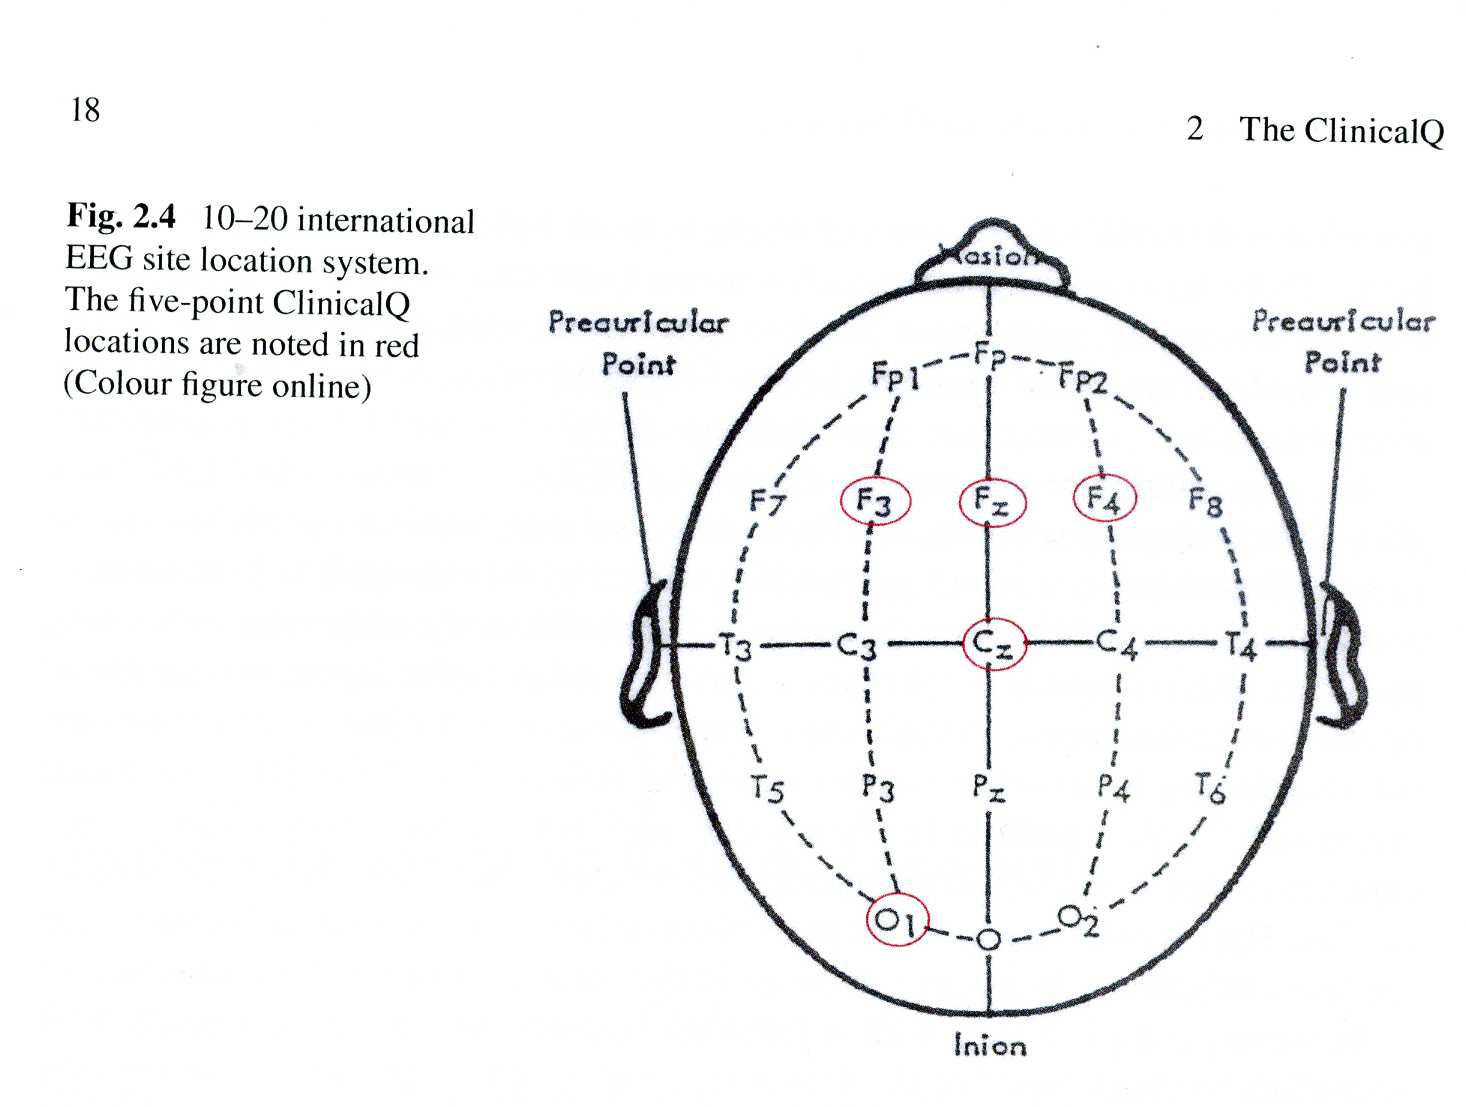 18
2 The ClinicalQ
Fig. 2.4 10–20 international
EEG site location system.
The five-point ClinicalQ
locations are noted in red
(Colour figure online)
Nasion
Preauricular
Point
Preauricular
Point
Fp1 Fp Fp2
F7 F3 Fz F4 F8
T3 C3 Cz C4 T4
T5 P3 Pz P4 T6
O1 O O2
Inion